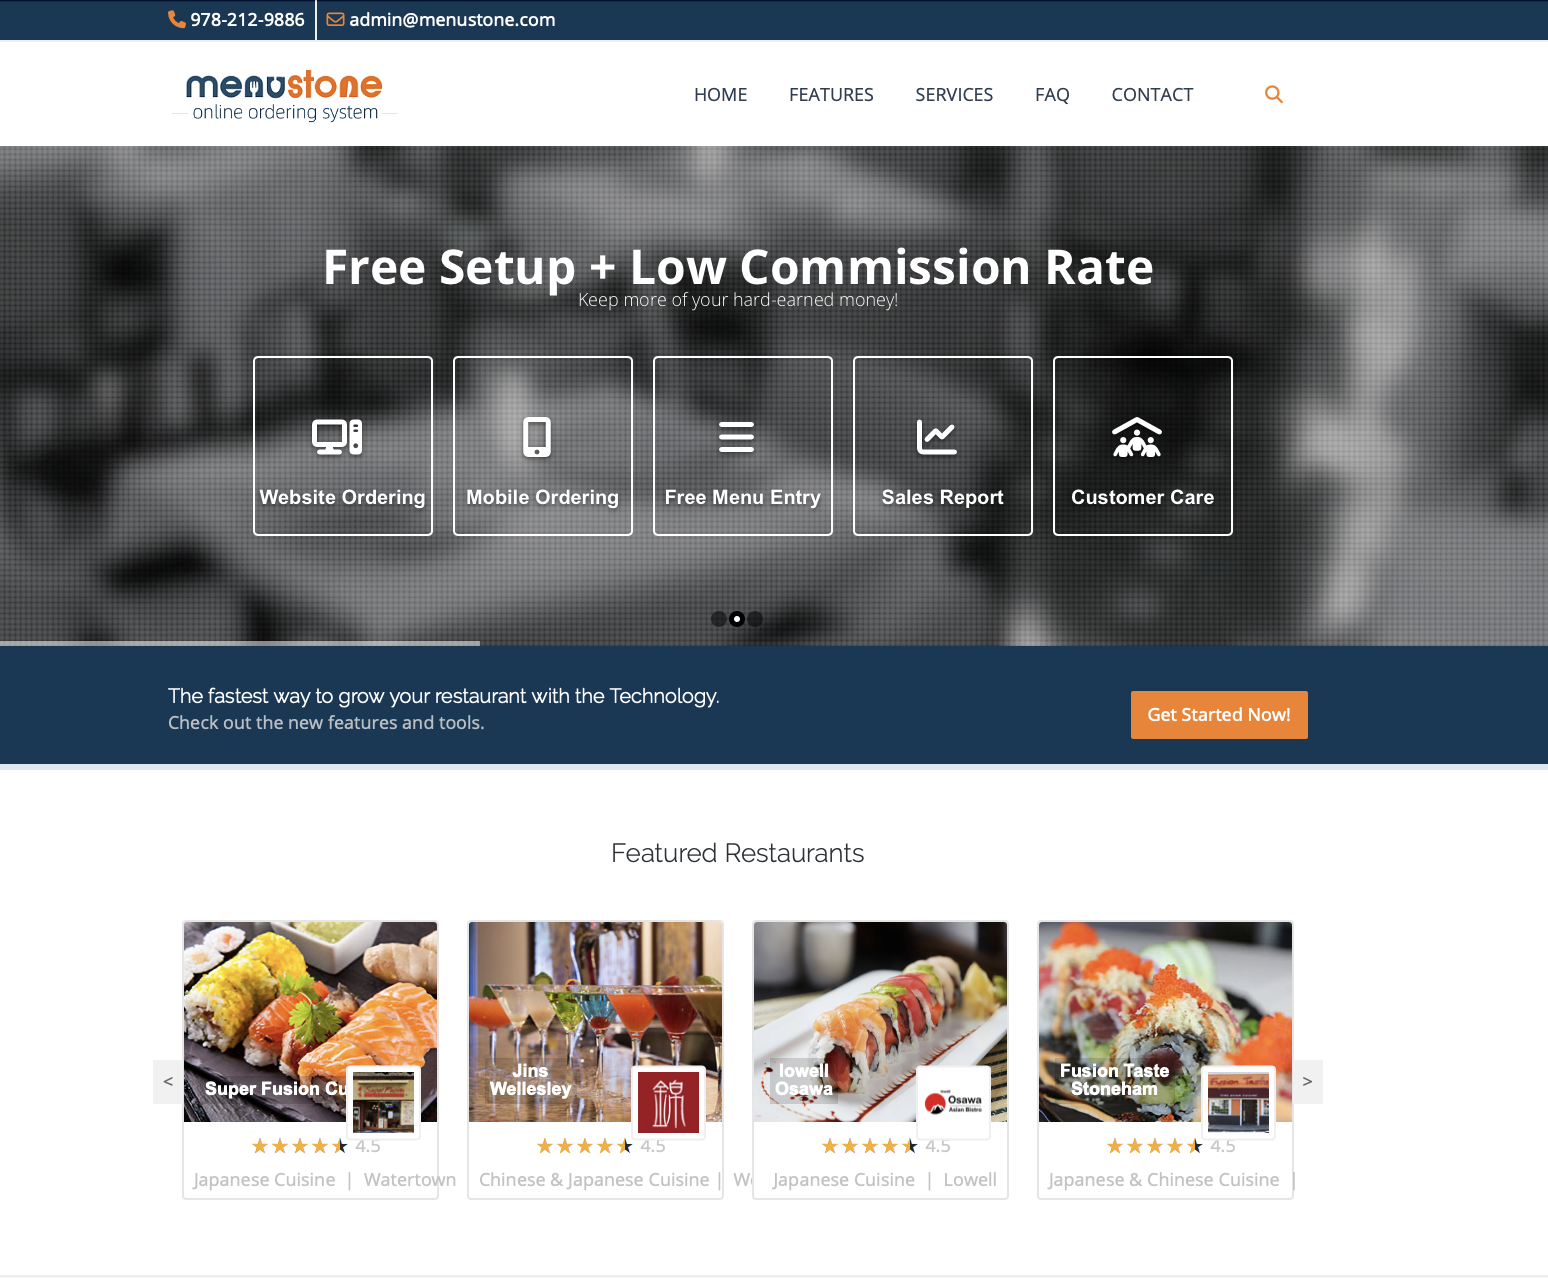 978-212-9886
admin@menustone.com
menustone
online ordering system
HOME FEATURES SERVICES FAQ CONTACT
Free Setup + Low Commission Rate
Keep more of your hard-earned money!
Website Ordering
Mobile Ordering
Free Menu Entry
Sales Report
Customer Care
The fastest way to grow your restaurant with the Technology.
Check out the new features and tools.
Get Started Now!
Featured Restaurants
<
Super Fusion Cu
4.5
Japanese Cuisine | Watertown
Jins
Wellesley
錦
4.5
Chinese & Japanese Cuisine |
lowell
Osawa
Osawa
Asian Bistro
4.5
Japanese Cuisine | Lowell
Fusion Taste
Stoneham
Fusion Taste
4.5
Japanese & Chinese Cuisine |
>